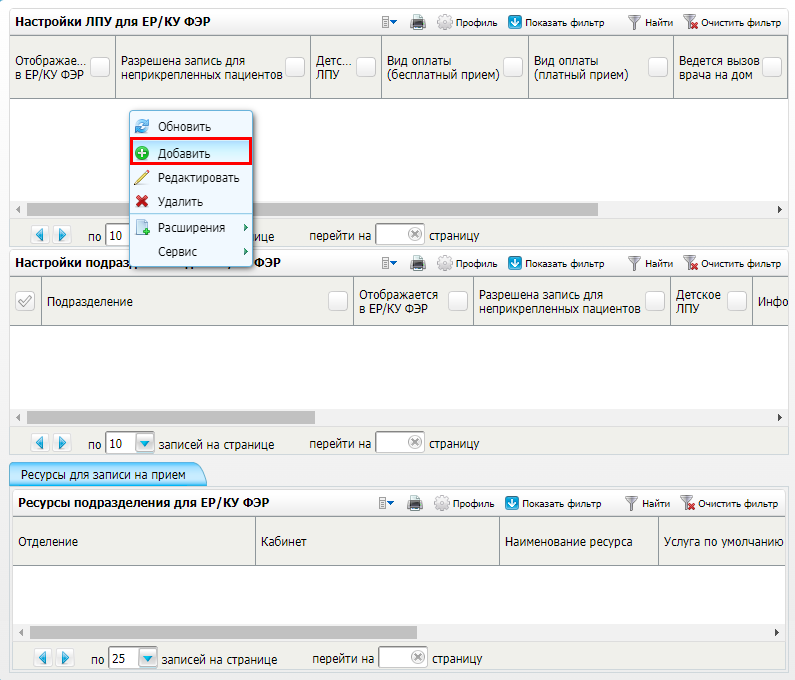 Настройки ЛПУ для ЕР/КУ ФЭР
Профиль
Показать фильтр
Найти
Очистить фильтр
Отображае...
в ЕР/КУ ФЭР
Разрешена запись для
неприкрепленных пациентов
Детс...
ЛПУ
Вид оплаты
(бесплатный прием)
Вид оплаты
(платный прием)
Ведется вызов
врача на дом
Обновить
Добавить
Редактировать
Удалить
Расширения
Сервис
по 10
нице
перейти на
страницу
Настройки подраз
ФЭР
Профиль
Показать фильтр
Найти
Очистить фильтр
Подразделение
Отображается
в ЕР/КУ ФЭР
Разрешена запись для
неприкрепленных пациентов
Детское
ЛПУ
Инфо
по 10 записей на странице
перейти на
страницу
Ресурсы для записи на прием
Ресурсы подразделения для ЕР/КУ ФЭР
Профиль
Показать фильтр
Найти
Очистить фильтр
Отделение
Кабинет
Наименование ресурса
Услуга по умолчанию
по 25 записей на странице
перейти на
страницу